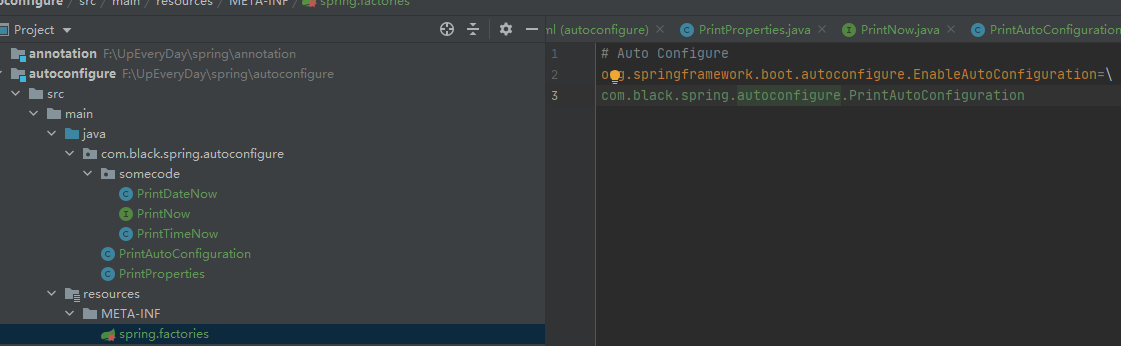 oconfigure / src / main / resources / META-INF / spring.factories
Project
ml (autoconfigure) PrintProperties.java PrintNow.java PrintAutoConfiguration
annotation F:\UpEveryDay\spring\annotation
autoconfigure F:\UpEveryDay\spring\autoconfigure
src
main
java
com.black.spring.autoconfigure
somecode
PrintDateNow
PrintNow
PrintTimeNow
PrintAutoConfiguration
PrintProperties
resources
META-INF
spring.factories
1 # Auto Configure
2 org.springframework.boot.autoconfigure.EnableAutoConfiguration=\
3 com.black.spring.autoconfigure.PrintAutoConfiguration